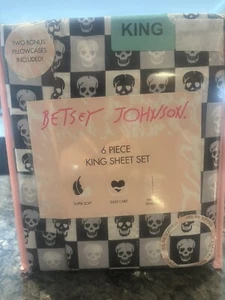 TWO BONUS
PILLOWCASES
INCLUDED!
KING
BETSEY JOHNSON.
6 PIECE
KING SHEET SET
SUPER SOFT
EASY CARE